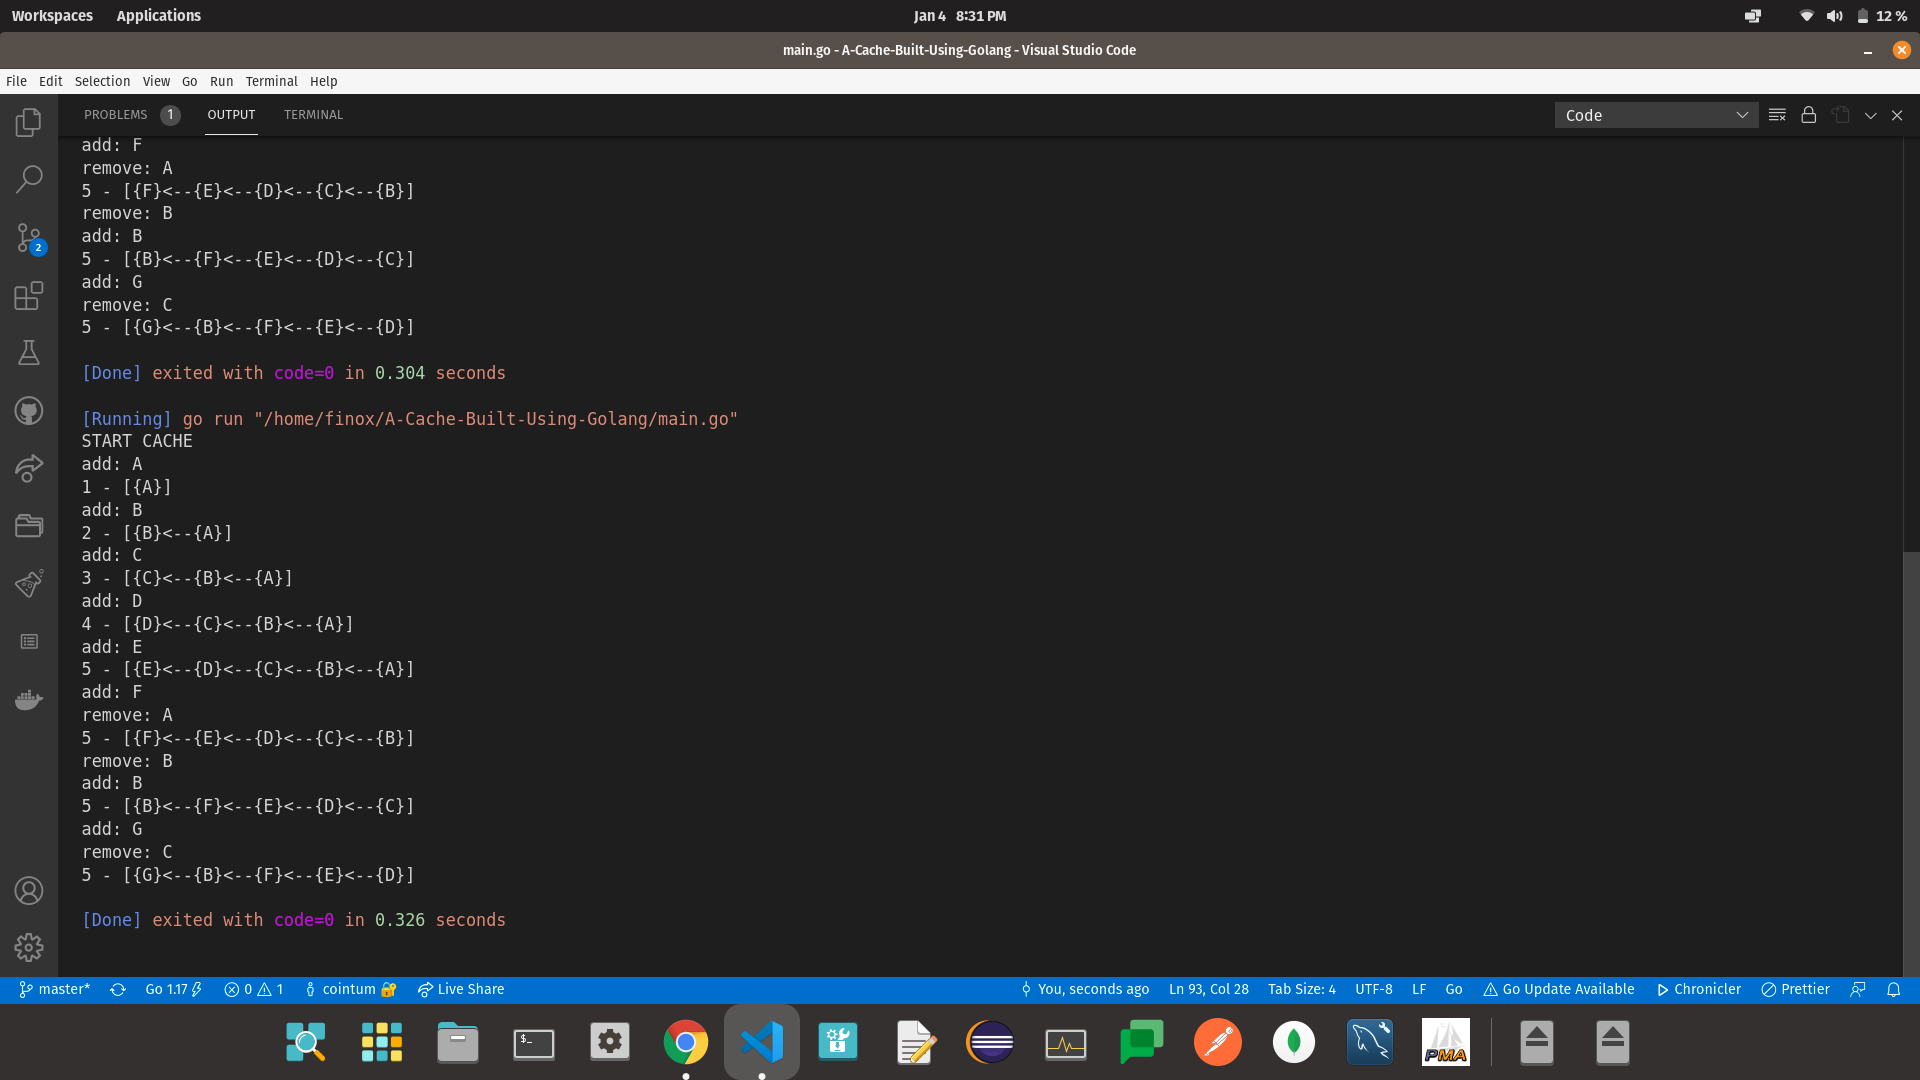 Workspaces Applications Jan 4 8:31 PM 12 %
main.go - A-Cache-Built-Using-Golang - Visual Studio Code
File Edit Selection View Go Run Terminal Help
PROBLEMS 1 OUTPUT TERMINAL Code
add: F
remove: A
5 - [{F}<--{E}<--{D}<--{C}<--{B}]
remove: B
add: B
2
5 - [{B}<--{F}<--{E}<--{D}<--{C}]
add: G
remove: C
5 - [{G}<--{B}<--{F}<--{E}<--{D}]
[Done] exited with code=0 in 0.304 seconds
[Running] go run "/home/finox/A-Cache-Built-Using-Golang/main.go"
START CACHE
add: A
1 - [{A}]
add: B
2 - [{B}<--{A}]
add: C
3 - [{C}<--{B}<--{A}]
add: D
4 - [{D}<--{C}<--{B}<--{A}]
add: E
5 - [{E}<--{D}<--{C}<--{B}<--{A}]
add: F
remove: A
5 - [{F}<--{E}<--{D}<--{C}<--{B}]
remove: B
add: B
5 - [{B}<--{F}<--{E}<--{D}<--{C}]
add: G
remove: C
5 - [{G}<--{B}<--{F}<--{E}<--{D}]
[Done] exited with code=0 in 0.326 seconds
master* Go 1.17 0 1 cointum Live Share You, seconds ago Ln 93, Col 28 Tab Size: 4 UTF-8 LF Go Go Update Available Chronicler Prettier
$_ PMA